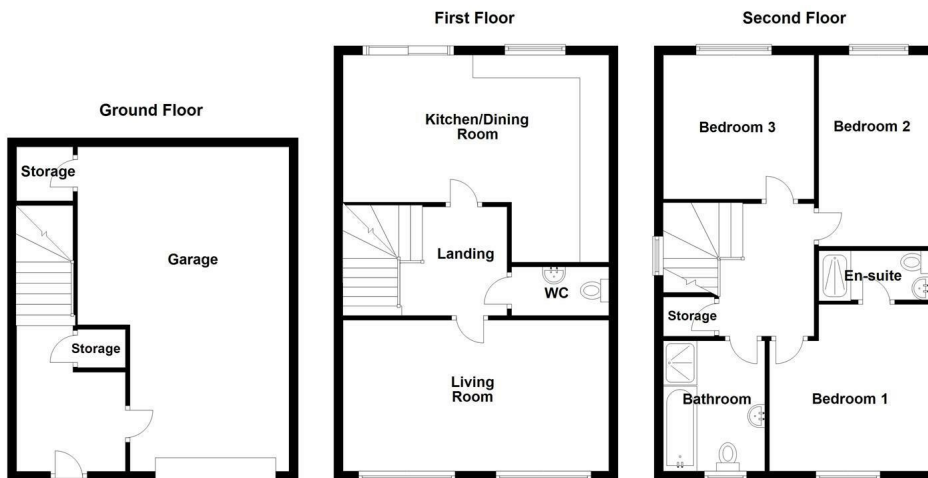 Ground Floor
Storage
Garage
Storage
First Floor
Kitchen/Dining
Room
Landing
WC
Living
Room
Second Floor
Bedroom 3
Bedroom 2
En-suite
Storage
Bathroom
Bedroom 1